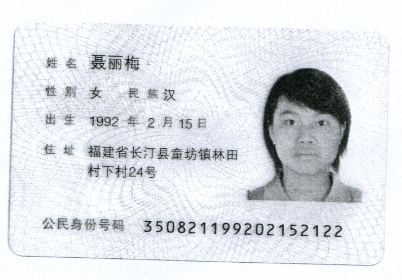 姓名 聂丽梅
性别 女 民族 汉
出生 1992 年 2 月 15 日
住址 福建省长汀县童坊镇林田
村下村24号
公民身份号码 350821199202152122